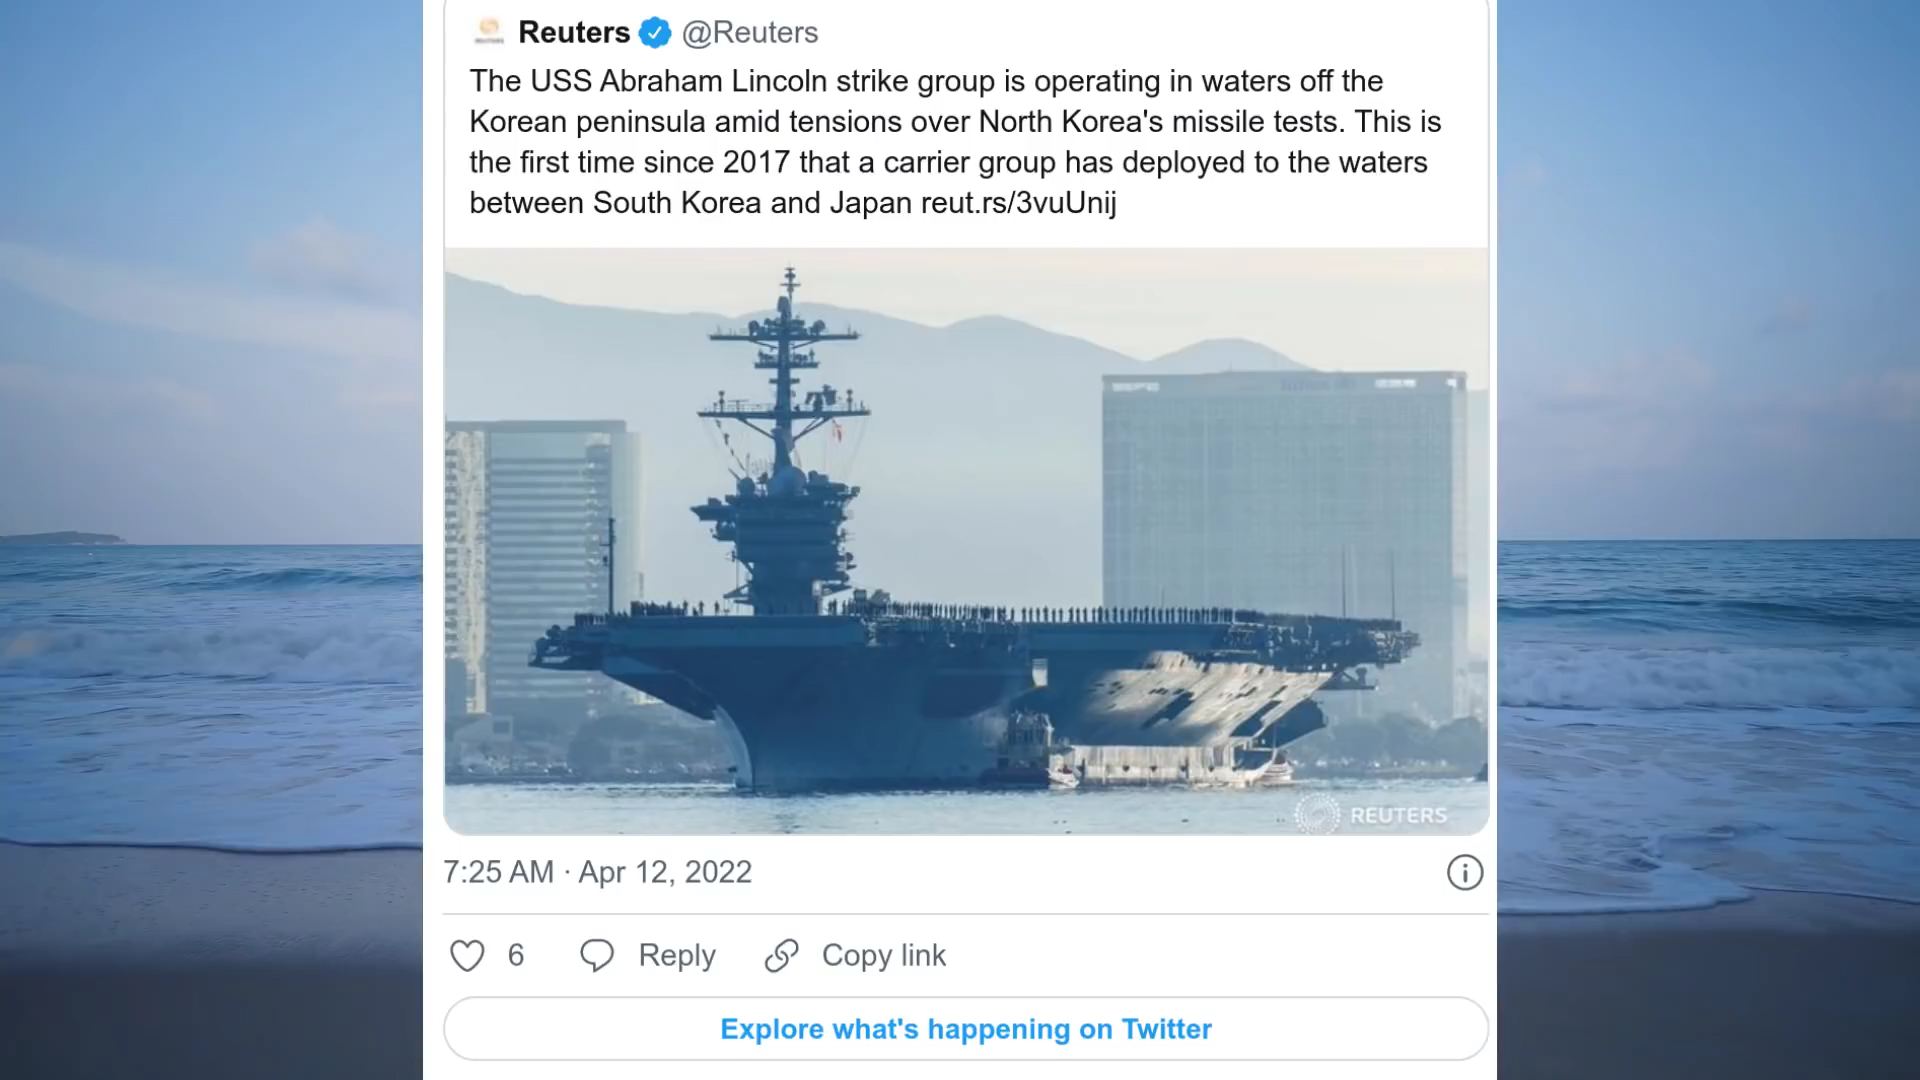 Reuters @Reuters
The USS Abraham Lincoln strike group is operating in waters off the
Korean peninsula amid tensions over North Korea's missile tests. This is
the first time since 2017 that a carrier group has deployed to the waters
between South Korea and Japan reut.rs/3vuUnij
REUTERS
7:25 AM · Apr 12, 2022
6 Reply Copy link
Explore what's happening on Twitter